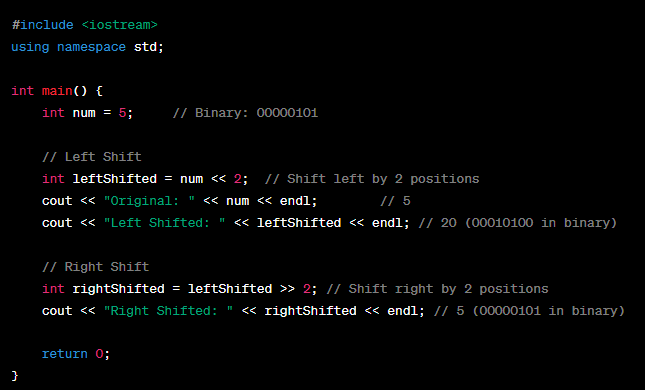 #include <iostream>
using namespace std;

int main() {
    int num = 5;     // Binary: 00000101

    // Left Shift
    int leftShifted = num << 2;  // Shift left by 2 positions
    cout << "Original: " << num << endl;        // 5
    cout << "Left Shifted: " << leftShifted << endl; // 20 (00010100 in binary)

    // Right Shift
    int rightShifted = leftShifted >> 2; // Shift right by 2 positions
    cout << "Right Shifted: " << rightShifted << endl; // 5 (00000101 in binary)

    return 0;
}